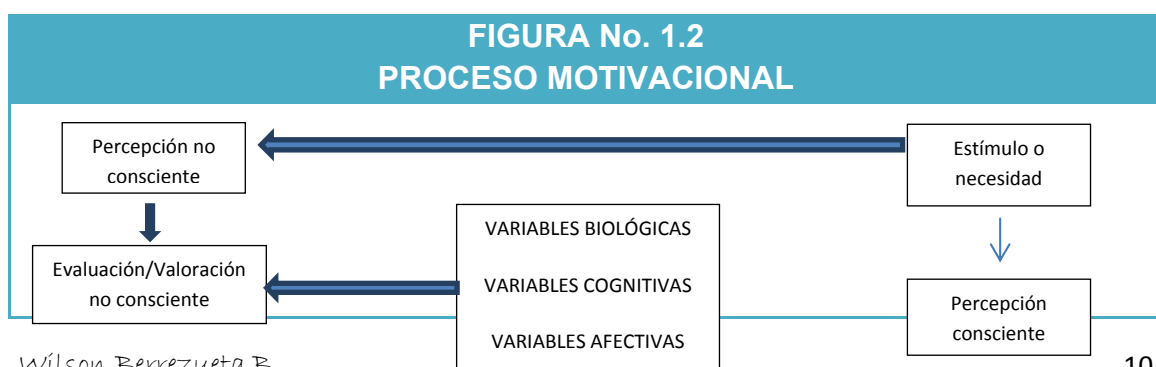 FIGURA No. 1.2
PROCESO MOTIVACIONAL
Percepción no
consciente
Estímulo o
necesidad
Evaluación/Valoración
no consciente
VARIABLES BIOLÓGICAS
VARIABLES COGNITIVAS
VARIABLES AFECTIVAS
Percepción
consciente
Wilson Berrezueta B
10